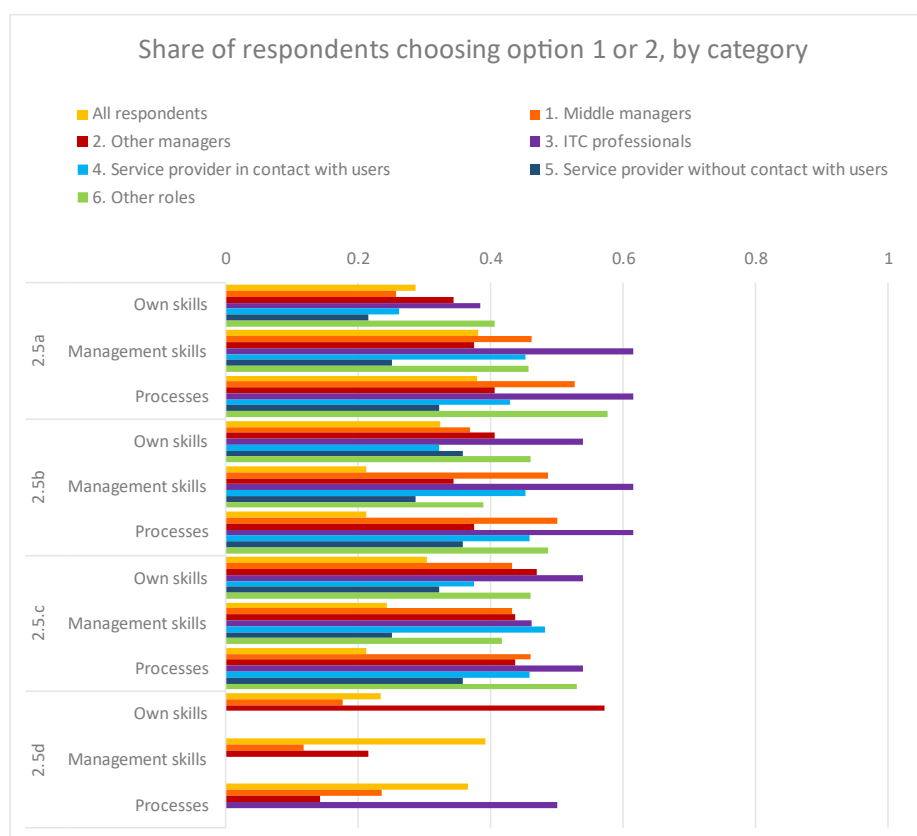 Share of respondents choosing option 1 or 2, by category
All respondents
1. Middle managers
2. Other managers
3. ITC professionals
4. Service provider in contact with users
5. Service provider without contact with users
6. Other roles
0 0.2 0.4 0.6 0.8 1
2.5a
Own skills
Management skills
Processes
2.5b
Own skills
Management skills
Processes
2.5.c
Own skills
Management skills
Processes
2.5d
Own skills
Management skills
Processes